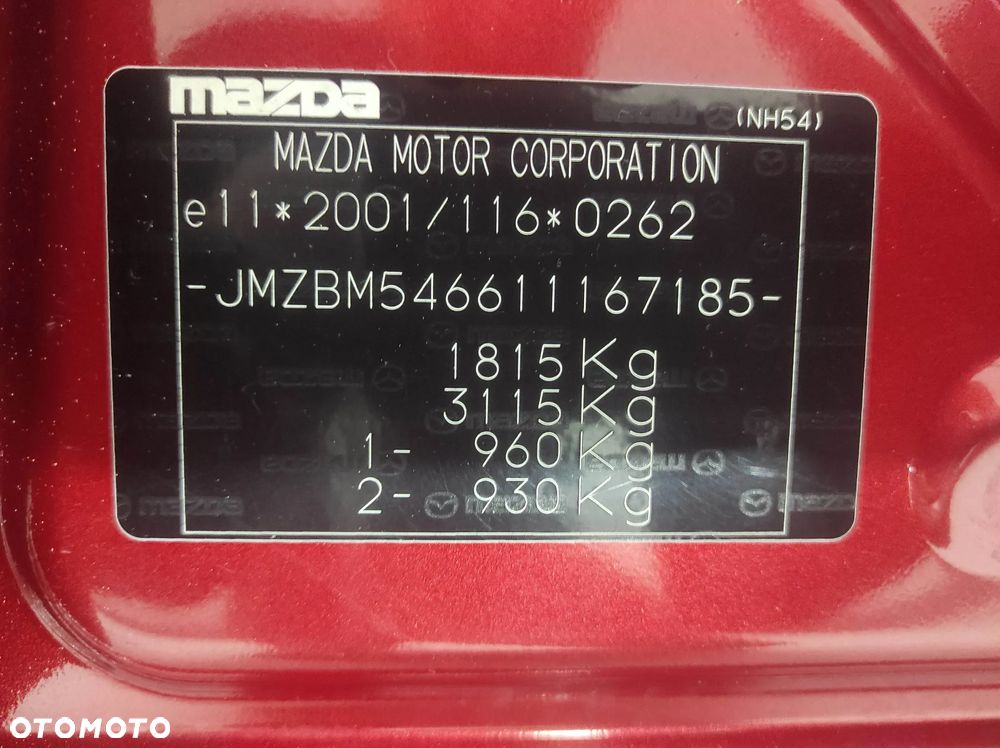 mazda
(NH54)
MAZDA MOTOR CORPORATION
e11*2001/116*0262
-JMZBM546611167185-
1815Kg
3115Kg
1- 960Kg
2- 930Kg
OTOMOTO